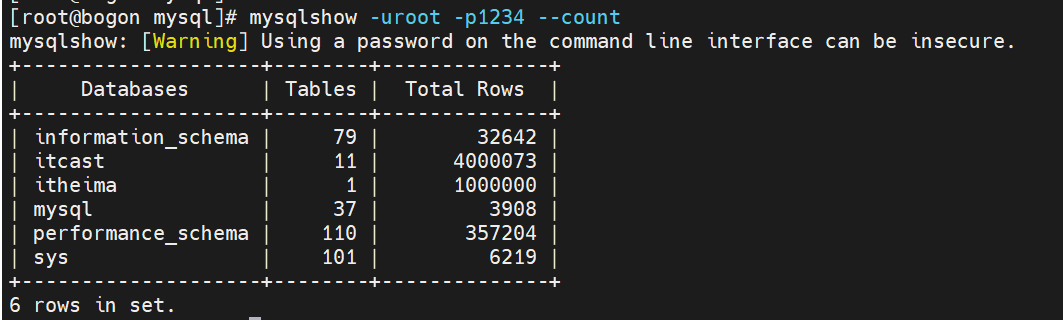 [root@bogon mysql]# mysqlshow -uroot -p1234 --count
mysqlshow: [Warning] Using a password on the command line interface can be insecure.
+--------------------+--------+--------------+
|     Databases      | Tables |  Total Rows  |
+--------------------+--------+--------------+
| information_schema |     79 |        32642 |
| itcast             |     11 |      4000073 |
| itheima            |      1 |      1000000 |
| mysql              |     37 |         3908 |
| performance_schema |    110 |       357204 |
| sys                |    101 |         6219 |
+--------------------+--------+--------------+
6 rows in set.